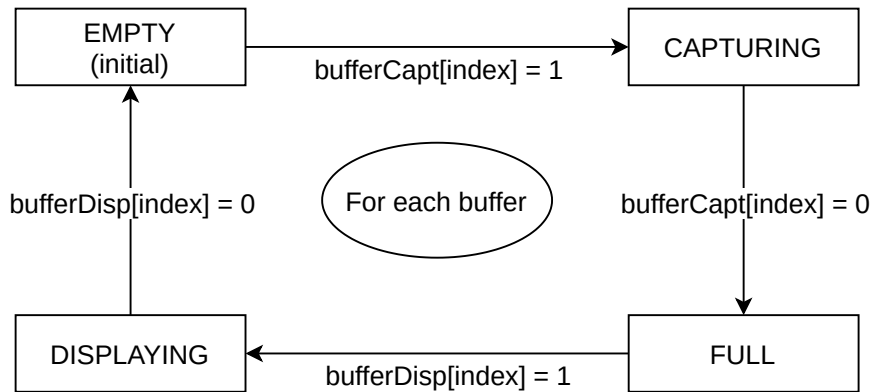 EMPTY
(initial)
CAPTURING
bufferCapt[index] = 1
bufferDisp[index] = 0
For each buffer
bufferCapt[index] = 0
DISPLAYING
FULL
bufferDisp[index] = 1